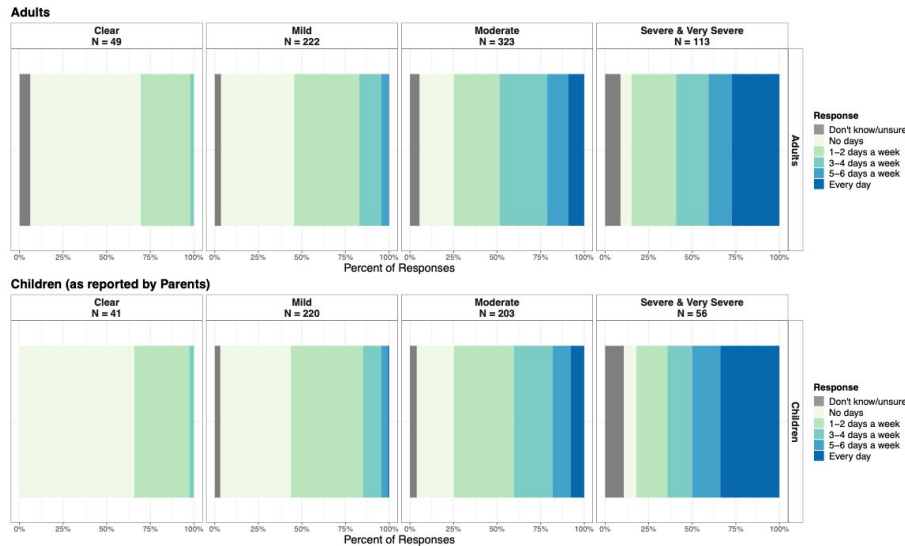 Adults
Clear
N = 49
Mild
N = 222
Moderate
N = 323
Severe & Very Severe
N = 113
Adults
Response
Don't know/unsure
No days
1–2 days a week
3–4 days a week
5–6 days a week
Every day
0% 25% 50% 75% 100%
0% 25% 50% 75% 100%
0% 25% 50% 75% 100%
0% 25% 50% 75% 100%
Percent of Responses
Children (as reported by Parents)
Clear
N = 41
Mild
N = 220
Moderate
N = 203
Severe & Very Severe
N = 56
Children
Response
Don't know/unsure
No days
1–2 days a week
3–4 days a week
5–6 days a week
Every day
0% 25% 50% 75% 100%
0% 25% 50% 75% 100%
0% 25% 50% 75% 100%
0% 25% 50% 75% 100%
Percent of Responses